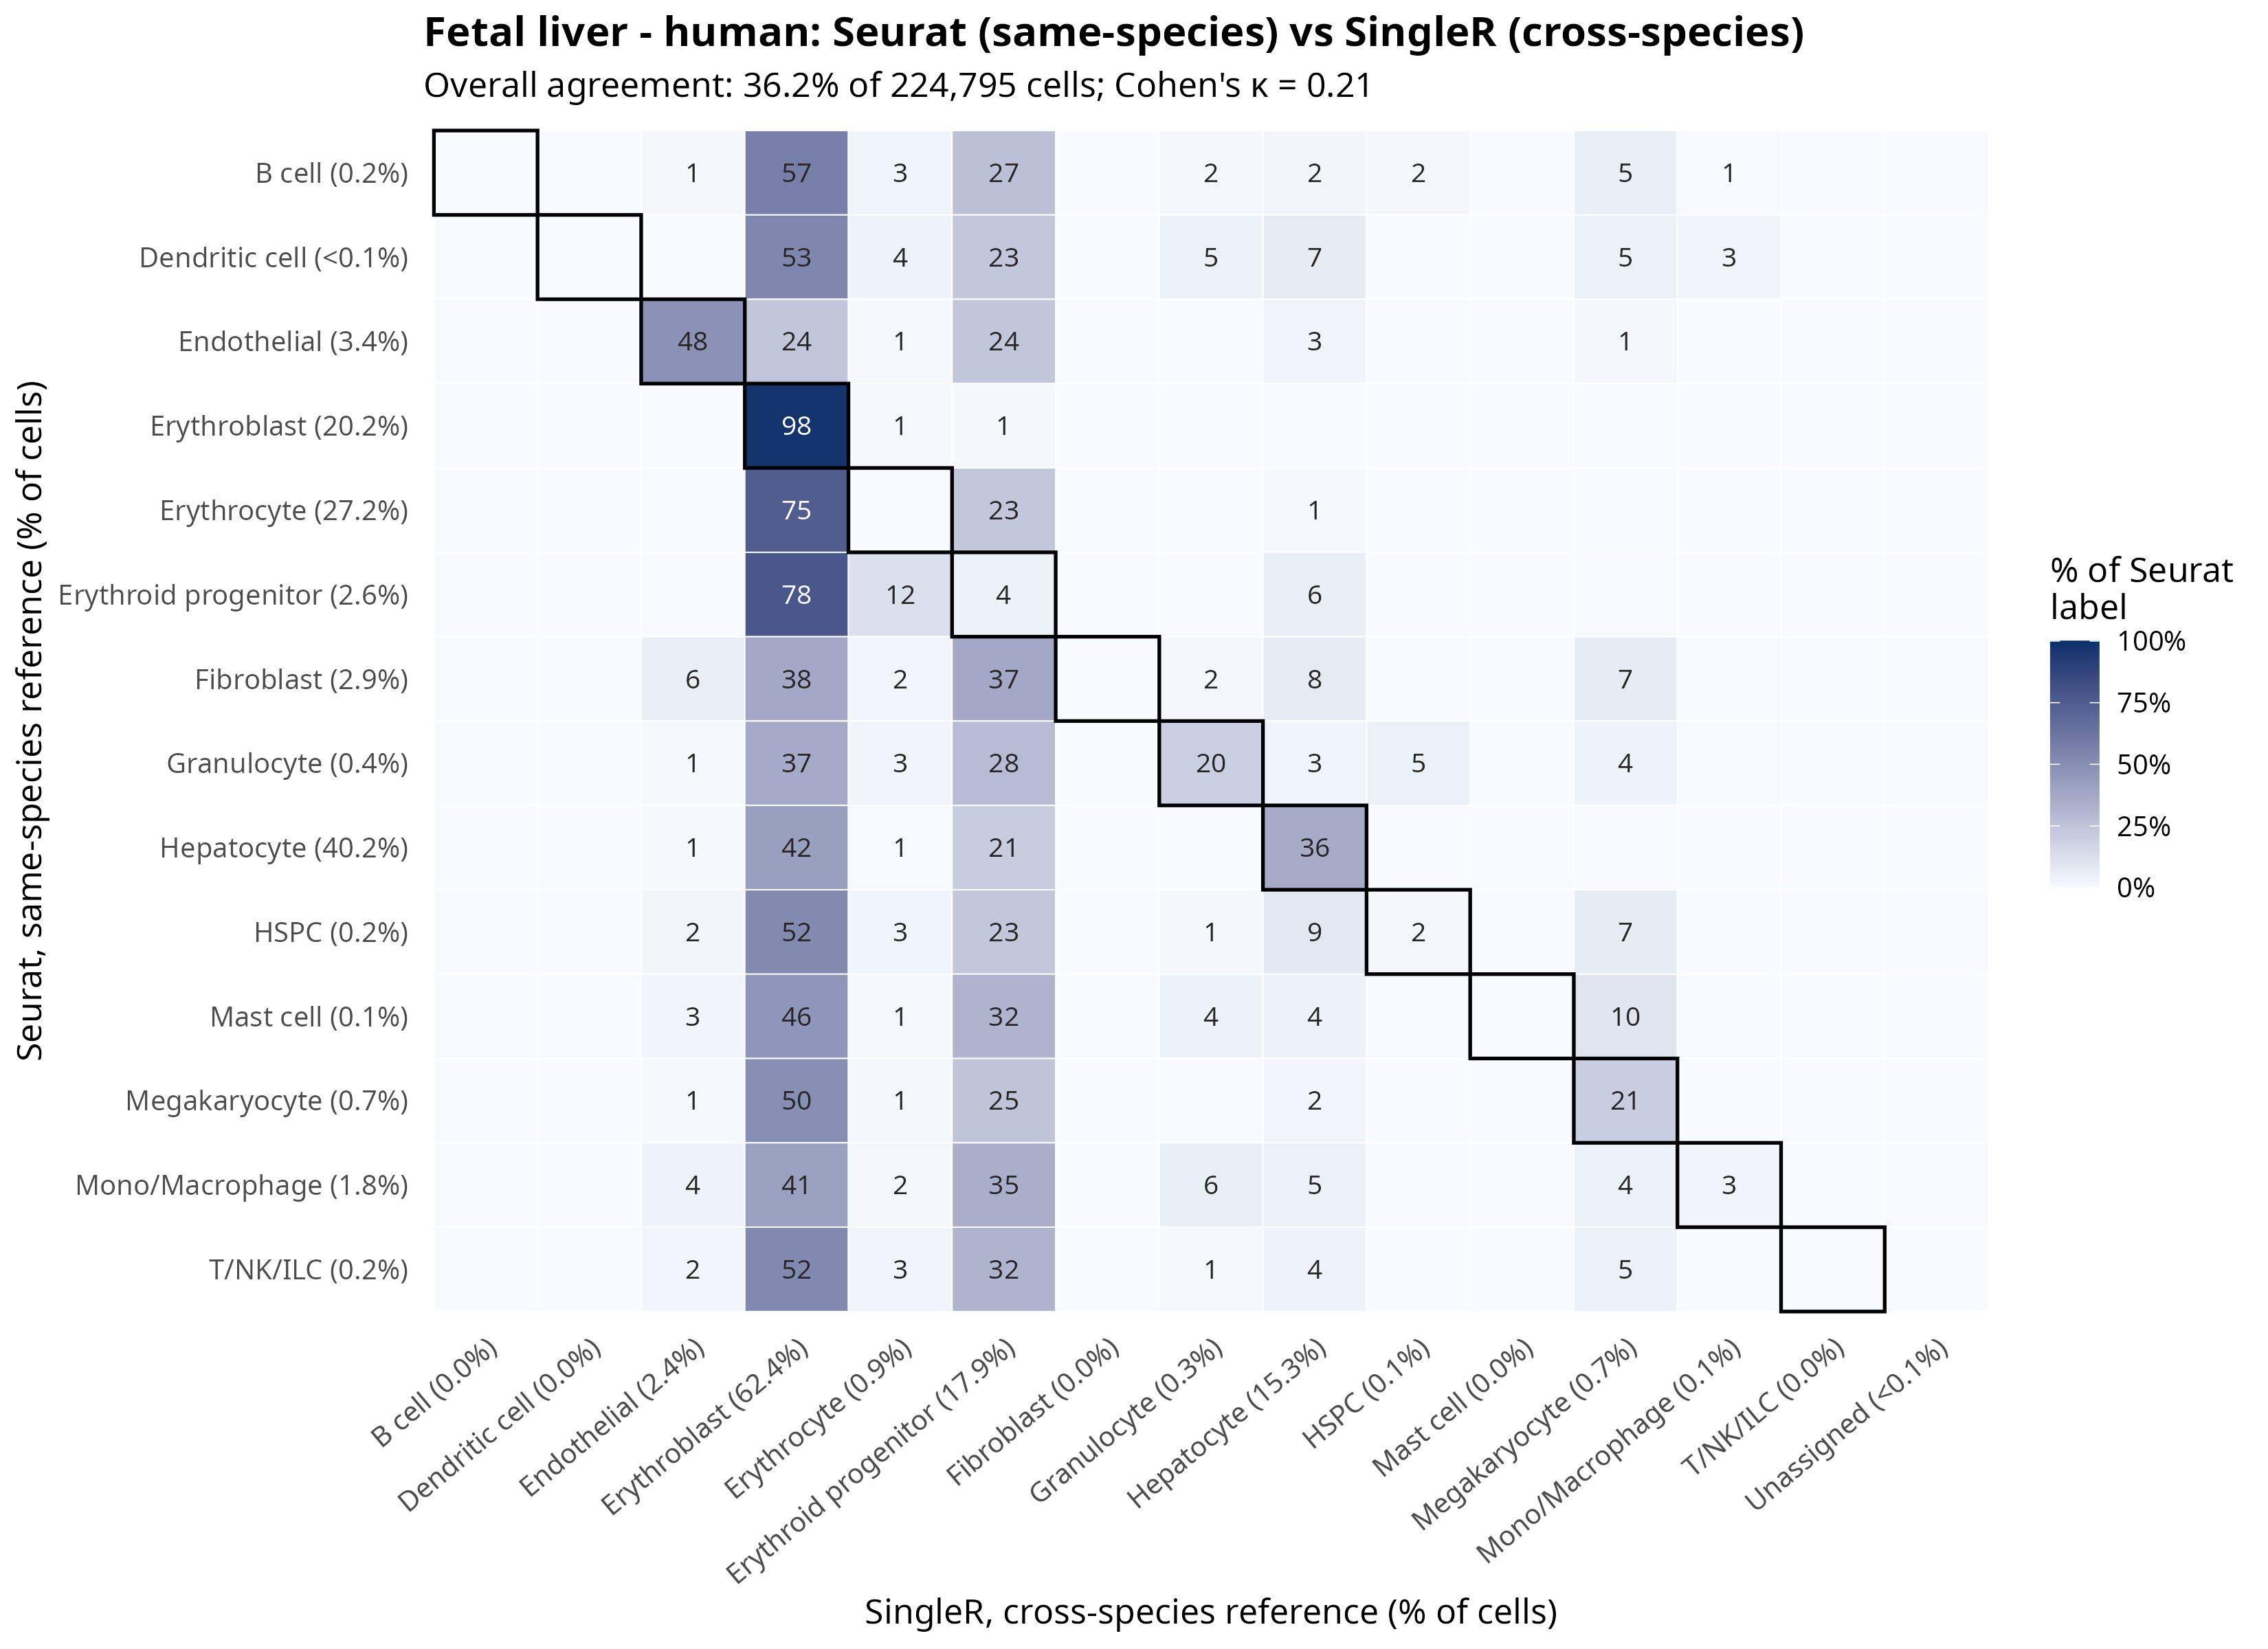 Fetal liver - human: Seurat (same-species) vs SingleR (cross-species)
Overall agreement: 36.2% of 224,795 cells; Cohen's κ = 0.21
Seurat, same-species reference (% of cells)
B cell (0.2%) 1 57 3 27 2 2 2 5 1
Dendritic cell (<0.1%) 53 4 23 5 7 5 3
Endothelial (3.4%) 48 24 1 24 3 1
Erythroblast (20.2%) 98 1 1
Erythrocyte (27.2%) 75 23 1
Erythroid progenitor (2.6%) 78 12 4 6
Fibroblast (2.9%) 6 38 2 37 2 8 7
Granulocyte (0.4%) 1 37 3 28 20 3 5 4
Hepatocyte (40.2%) 1 42 1 21 36
HSPC (0.2%) 2 52 3 23 1 9 2 7
Mast cell (0.1%) 3 46 1 32 4 4 10
Megakaryocyte (0.7%) 1 50 1 25 2 21
Mono/Macrophage (1.8%) 4 41 2 35 6 5 4 3
T/NK/ILC (0.2%) 2 52 3 32 1 4 5
B cell (0.0%)
Dendritic cell (0.0%)
Endothelial (2.4%)
Erythroblast (62.4%)
Erythrocyte (0.9%)
Erythroid progenitor (17.9%)
Fibroblast (0.0%)
Granulocyte (0.3%)
Hepatocyte (15.3%)
HSPC (0.1%)
Mast cell (0.0%)
Megakaryocyte (0.7%)
Mono/Macrophage (0.1%)
T/NK/ILC (0.0%)
Unassigned (<0.1%)
SingleR, cross-species reference (% of cells)
% of Seurat
label
100%
75%
50%
25%
0%